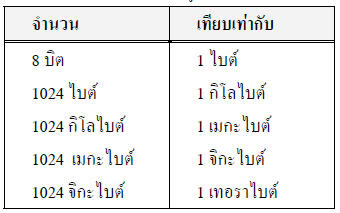 จำนวน เทียบเท่ากับ
8 บิต 1 ไบต์
1024 ไบต์ 1 กิโลไบต์
1024 กิโลไบต์ 1 เมกะไบต์
1024 เมกะไบต์ 1 จิกะไบต์
1024 จิกะไบต์ 1 เทอราไบต์